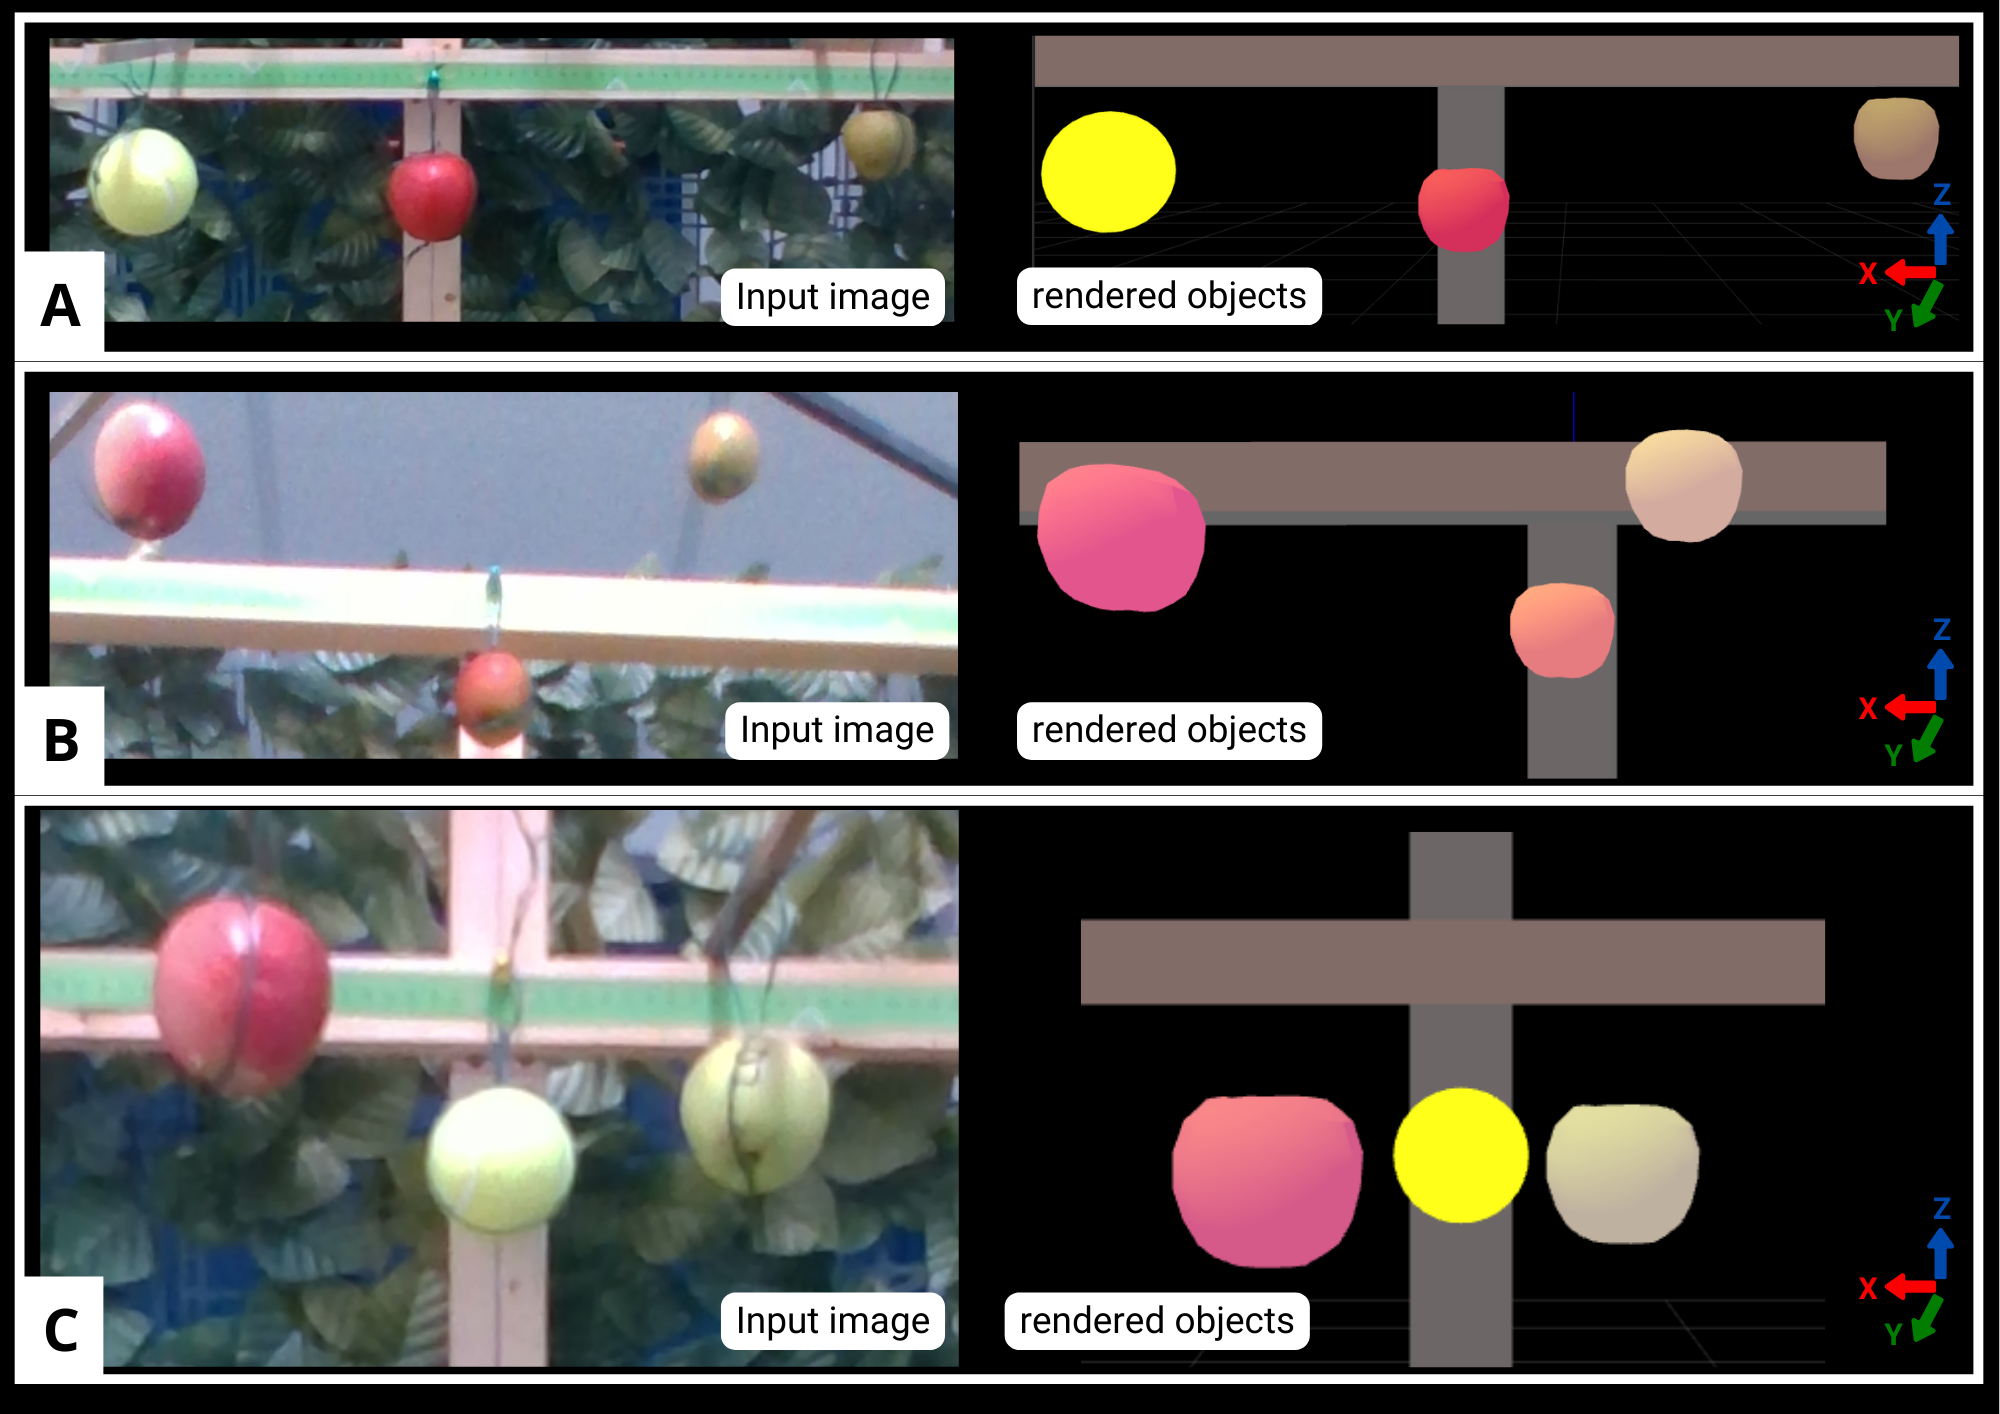 A
Input image
rendered objects
Z
X
Y
B
Input image
rendered objects
Z
X
Y
C
Input image
rendered objects
Z
X
Y